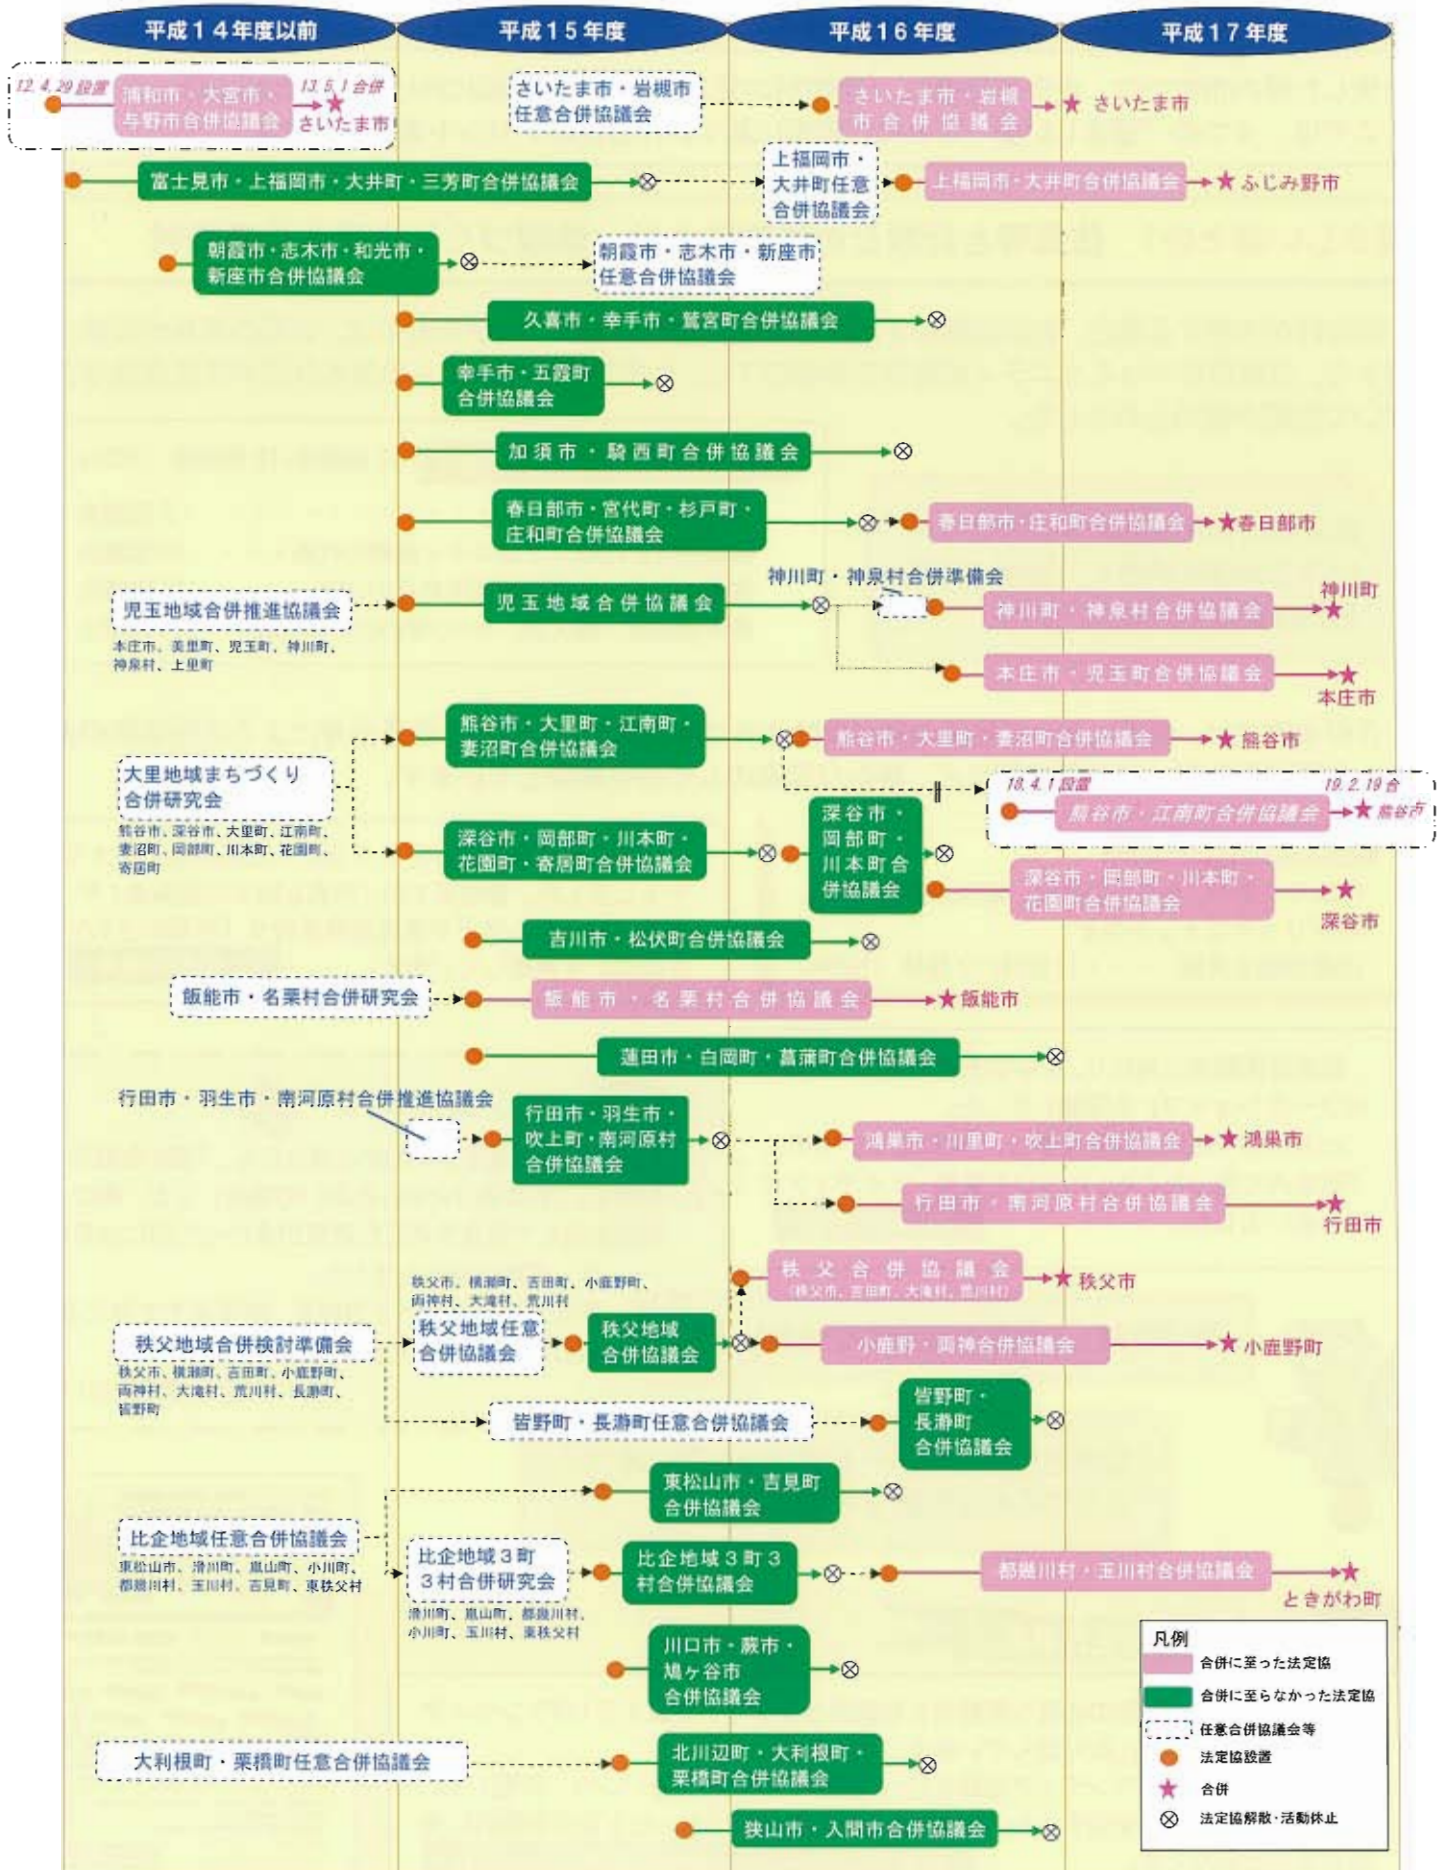 平成１４年度以前
平成１５年度
平成１６年度
平成１７年度
12.4.29 設置
13.5.1 合併
浦和市・大宮市・
与野市合併協議会
さいたま市
さいたま市・岩槻市
任意合併協議会
さいたま市・岩槻
市合併協議会
さいたま市
富士見市・上福岡市・大井町・三芳町合併協議会
上福岡市・
大井町任意
合併協議会
上福岡市・大井町合併協議会
ふじみ野市
朝霞市・志木市・和光市・
新座市合併協議会
朝霞市・志木市・新座市
任意合併協議会
久喜市・幸手市・鷲宮町合併協議会
幸手市・五霞町
合併協議会
加須市・騎西町合併協議会
春日部市・宮代町・杉戸町・
庄和町合併協議会
春日部市・庄和町合併協議会
春日部市
神川町・神泉村合併準備会
児玉地域合併推進協議会
本庄市、美里町、児玉町、神川町、
神泉村、上里町
児玉地域合併協議会
神川町・神泉村合併協議会
神川町
本庄市・児玉町合併協議会
本庄市
熊谷市・大里町・江南町・
妻沼町合併協議会
熊谷市・大里町・妻沼町合併協議会
熊谷市
大里地域まちづくり
合併研究会
熊谷市、深谷市、大里町、江南町、
妻沼町、岡部町、川本町、花園町、
寄居町
18.4.1 設置
19.2.19 合
熊谷市・江南町合併協議会
熊谷市
深谷市・岡部町・川本町・
花園町・寄居町合併協議会
深谷市・
岡部町・
川本町合
併協議会
深谷市・岡部町・川本町・
花園町合併協議会
深谷市
吉川市・松伏町合併協議会
飯能市・名栗村合併研究会
飯能市・名栗村合併協議会
飯能市
蓮田市・白岡町・菖蒲町合併協議会
行田市・羽生市・南河原村合併推進協議会
行田市・羽生市・
吹上町・南河原村
合併協議会
鴻巣市・川里町・吹上町合併協議会
鴻巣市
行田市・南河原村合併協議会
行田市
秩父合併協議会
（秩父市、吉田町、大滝村、荒川村）
秩父市
秩父市、横瀬町、吉田町、小鹿野町、
両神村、大滝村、荒川村
秩父地域合併検討準備会
秩父市、横瀬町、吉田町、小鹿野町、
両神村、大滝村、荒川村、長瀞町、
皆野町
秩父地域任意
合併協議会
秩父地域
合併協議会
小鹿野・両神合併協議会
小鹿野町
皆野町・長瀞町任意合併協議会
皆野町・
長瀞町
合併協議会
東松山市・吉見町
合併協議会
比企地域任意合併協議会
東松山市、滑川町、嵐山町、小川町、
都幾川村、玉川村、吉見町、東秩父村
比企地域３町
３村合併研究会
滑川町、嵐山町、都幾川村、
小川町、玉川村、東秩父村
比企地域３町３
村合併協議会
都幾川村・玉川村合併協議会
ときがわ町
川口市・蕨市・
鳩ヶ谷市
合併協議会
大利根町・栗橋町任意合併協議会
北川辺町・大利根町・
栗橋町合併協議会
狭山市・入間市合併協議会
凡例
合併に至った法定協
合併に至らなかった法定協
任意合併協議会等
法定協設置
合併
法定協解散・活動休止